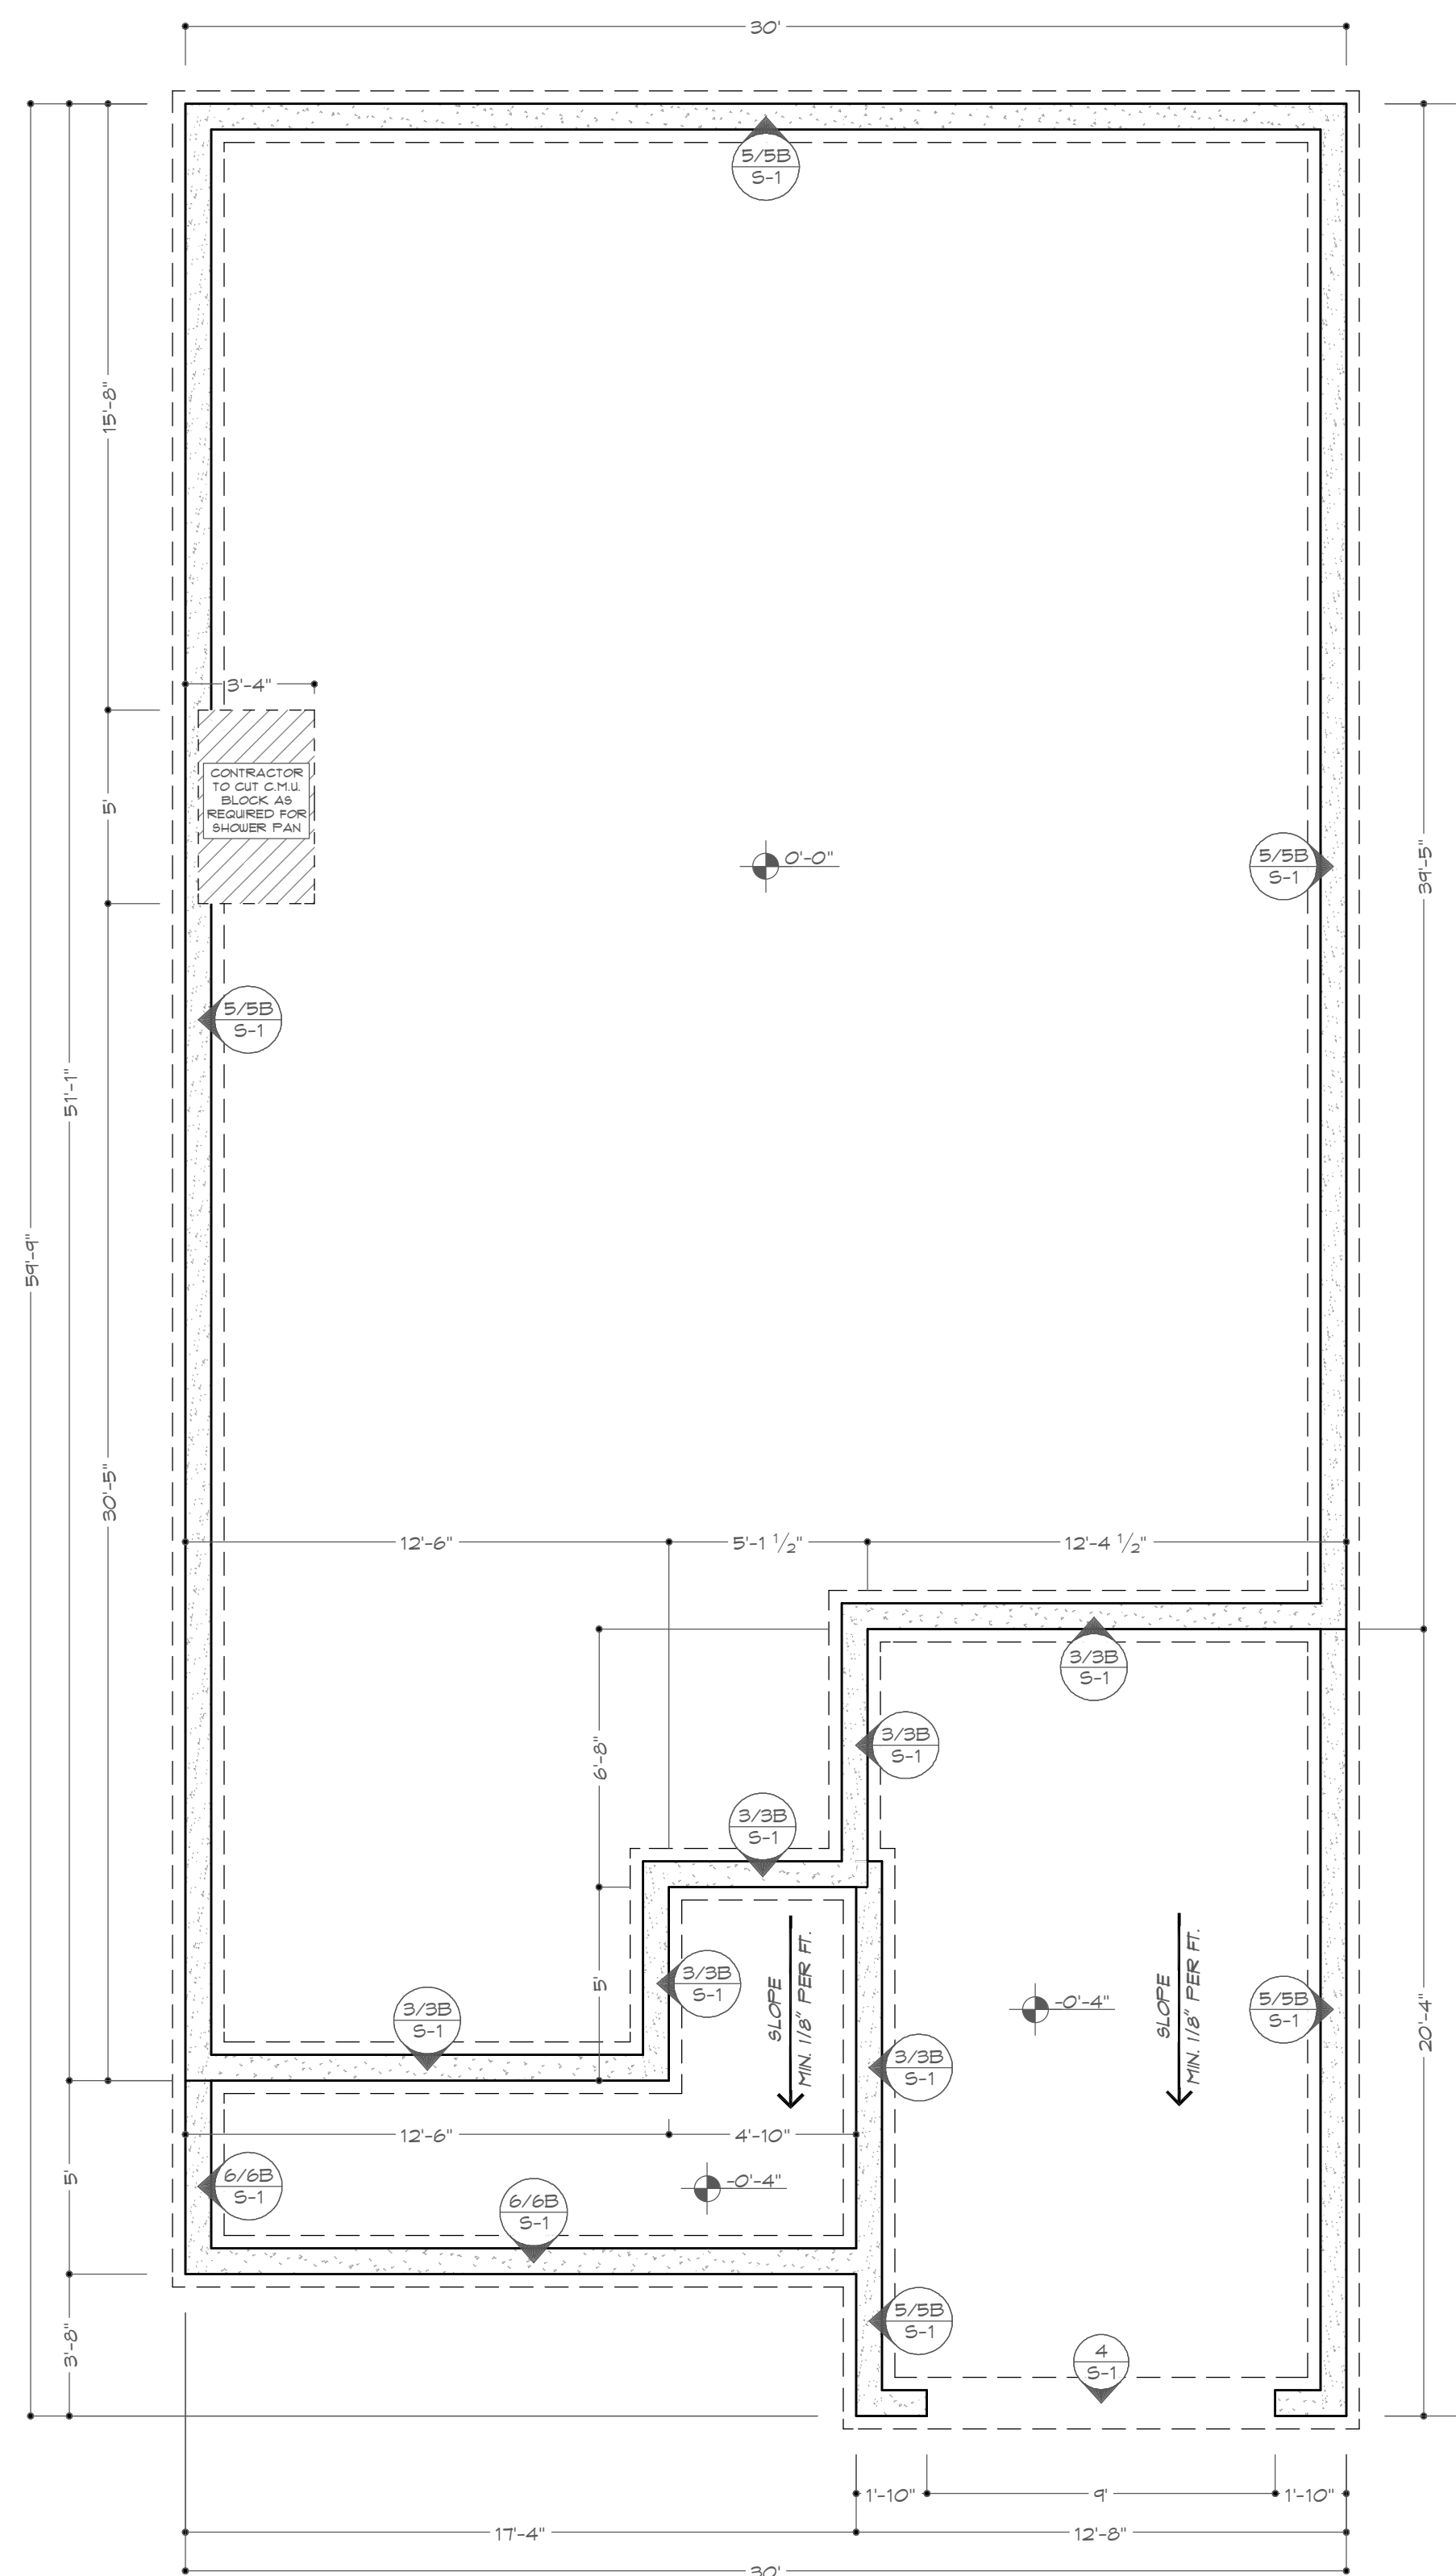 30'
5/5B
S-1
15'-8"
3'-4"
CONTRACTOR
TO CUT C.M.U.
BLOCK AS
REQUIRED FOR
SHOWER PAN
5'
0'-0"
5/5B
S-1
39'-5"
5/5B
S-1
51'-1"
59'-9"
30'-5"
12'-6"
5'-1 1/2"
12'-4 1/2"
3/3B
S-1
6'-8"
3/3B
S-1
3/3B
S-1
3/3B
S-1
5'
3/3B
S-1
SLOPE
MIN. 1/8" PER FT.
-0'-4"
SLOPE
MIN. 1/8" PER FT.
5/5B
S-1
20'-4"
3/3B
S-1
12'-6"
4'-10"
5'
6/6B
S-1
6/6B
S-1
-0'-4"
3'-8"
5/5B
S-1
4
S-1
1'-10"
9'
1'-10"
17'-4"
12'-8"
30'